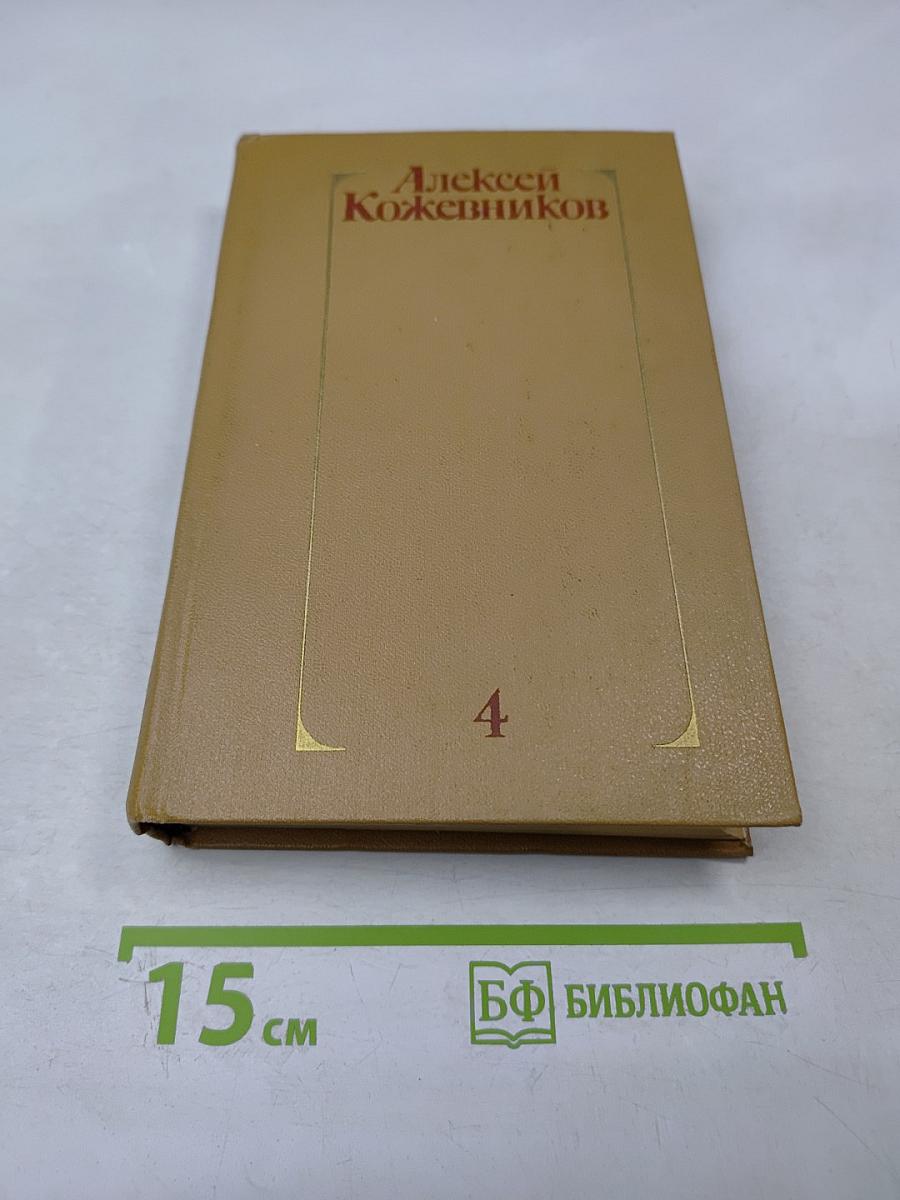 Алексей
Кожевников
4
15 см
БФ БИБЛИОФАН